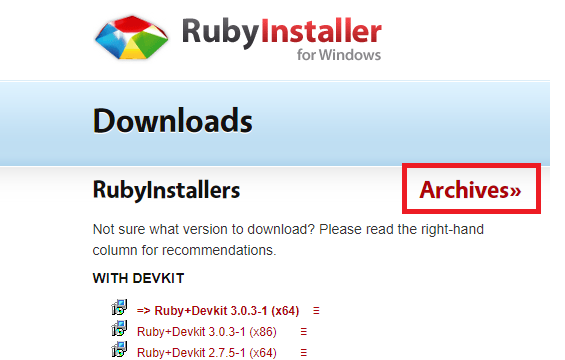 RubyInstaller
for Windows
Downloads
RubyInstallers
Archives»
Not sure what version to download? Please read the right-hand
column for recommendations.
WITH DEVKIT
=> Ruby+Devkit 3.0.3-1 (x64) ≡
Ruby+Devkit 3.0.3-1 (x86) ≡
Ruby+Devkit 2.7.5-1 (x64) ≡